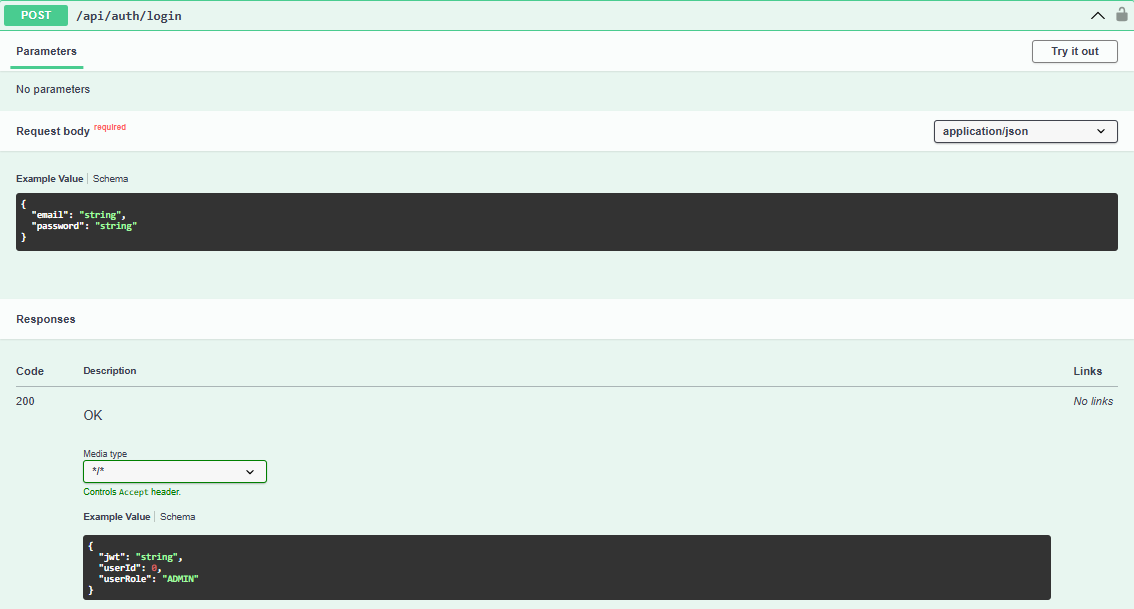 POST /api/auth/login
Parameters
Try it out
No parameters
Request body required
application/json
Example Value Schema
{
"email": "string",
"password": "string"
}
Responses
Code Description Links
200 No links
OK
Media type
*/*
Controls Accept header.
Example Value Schema
{
"jwt": "string",
"userId": 0,
"userRole": "ADMIN"
}